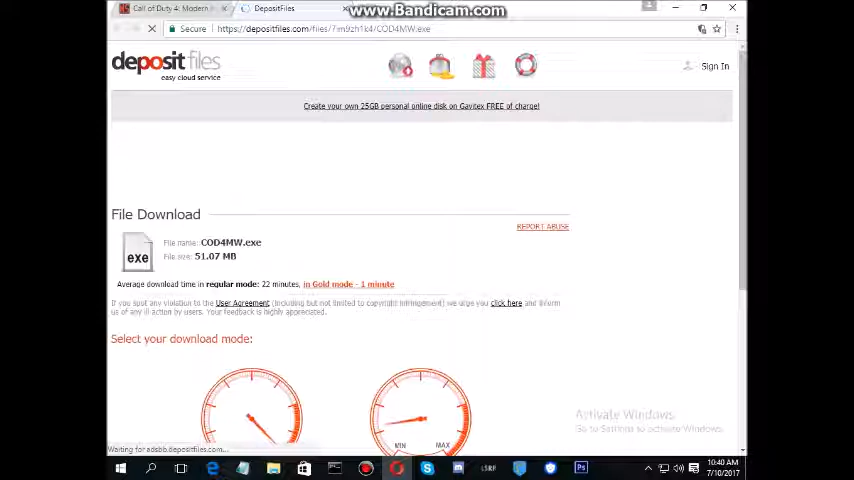 www.Bandicam.com
Call of Duty 4: Modern
DepositFiles
Secure
https://depositfiles.com/files/7im9zh1k4/COD4MW.exe
depositfiles
easy cloud service
Sign In
Create your own 25GB personal online disk on Gavitex FREE of charge!
File Download
REPORT ABUSE
exe
File name: COD4MW.exe
File size: 51.07 MB
Average download time in regular mode: 22 minutes, in Gold mode - 1 minute
If you spot any violation to the User Agreement (including but not limited to copyright infringement) we urge you click here and inform
us of any ill action by users. Your feedback is highly appreciated.
Select your download mode:
MIN
MAX
Activate Windows
Go to Settings to activate Windows.
Waiting for adsbb.depositfiles.com...
Ps
10:40 AM
7/10/2017